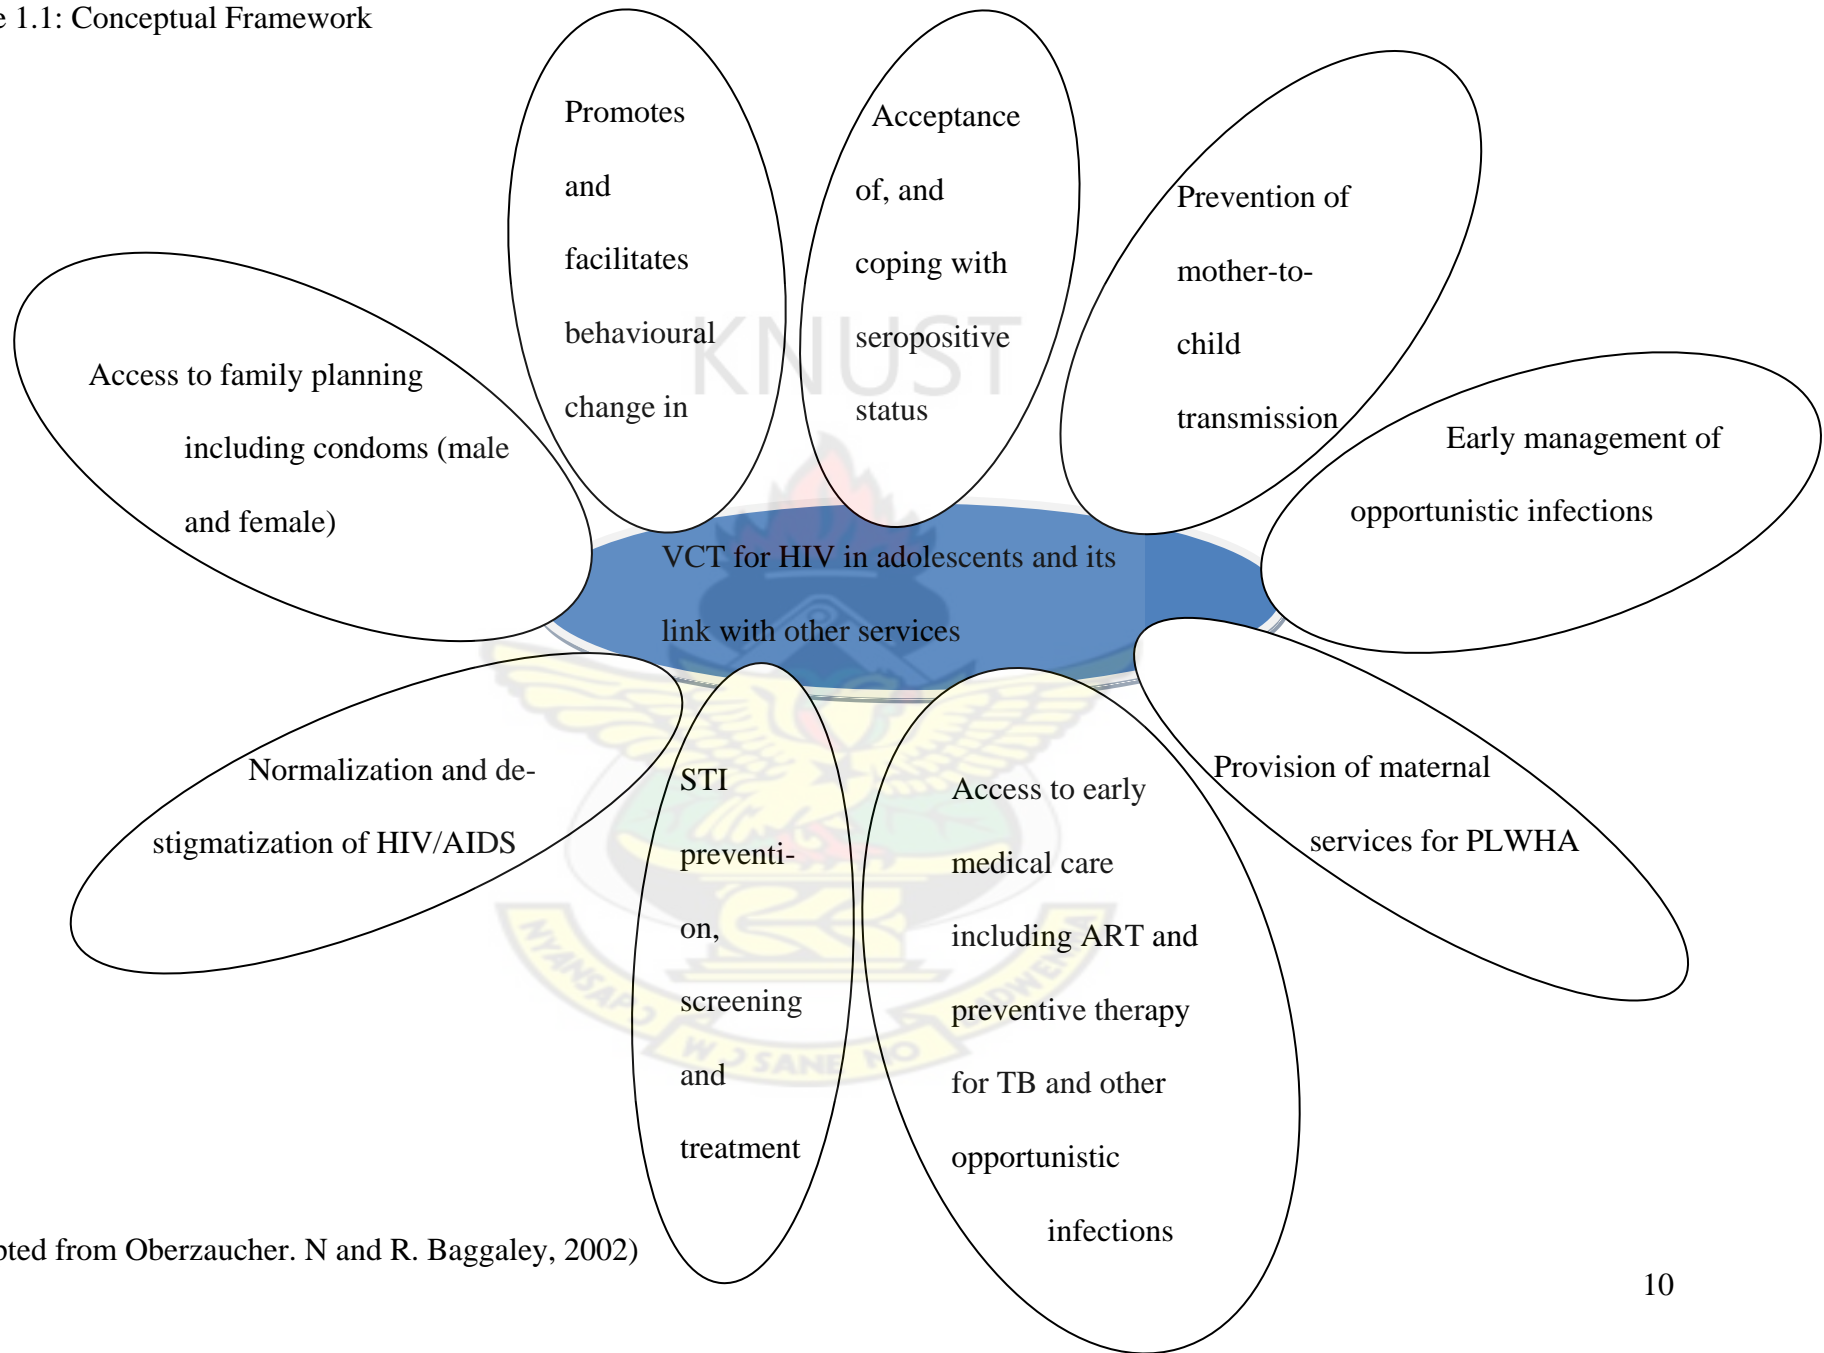 e 1.1: Conceptual Framework
Promotes
and
facilitates
behavioural
change in
Acceptance
of, and
coping with
seropositive
status
Prevention of
mother-to-
child
transmission
Access to family planning
including condoms (male
and female)
Early management of
opportunistic infections
KNUST
VCT for HIV in adolescents and its
link with other services
Normalization and de-
stigmatization of HIV/AIDS
STI
preventi-
on,
screening
and
treatment
Access to early
medical care
including ART and
preventive therapy
for TB and other
opportunistic
infections
Provision of maternal
services for PLWHA
NYANSAPO
W Ɔ SANE NO
BADWENMA
pted from Oberzaucher. N and R. Baggaley, 2002)
10